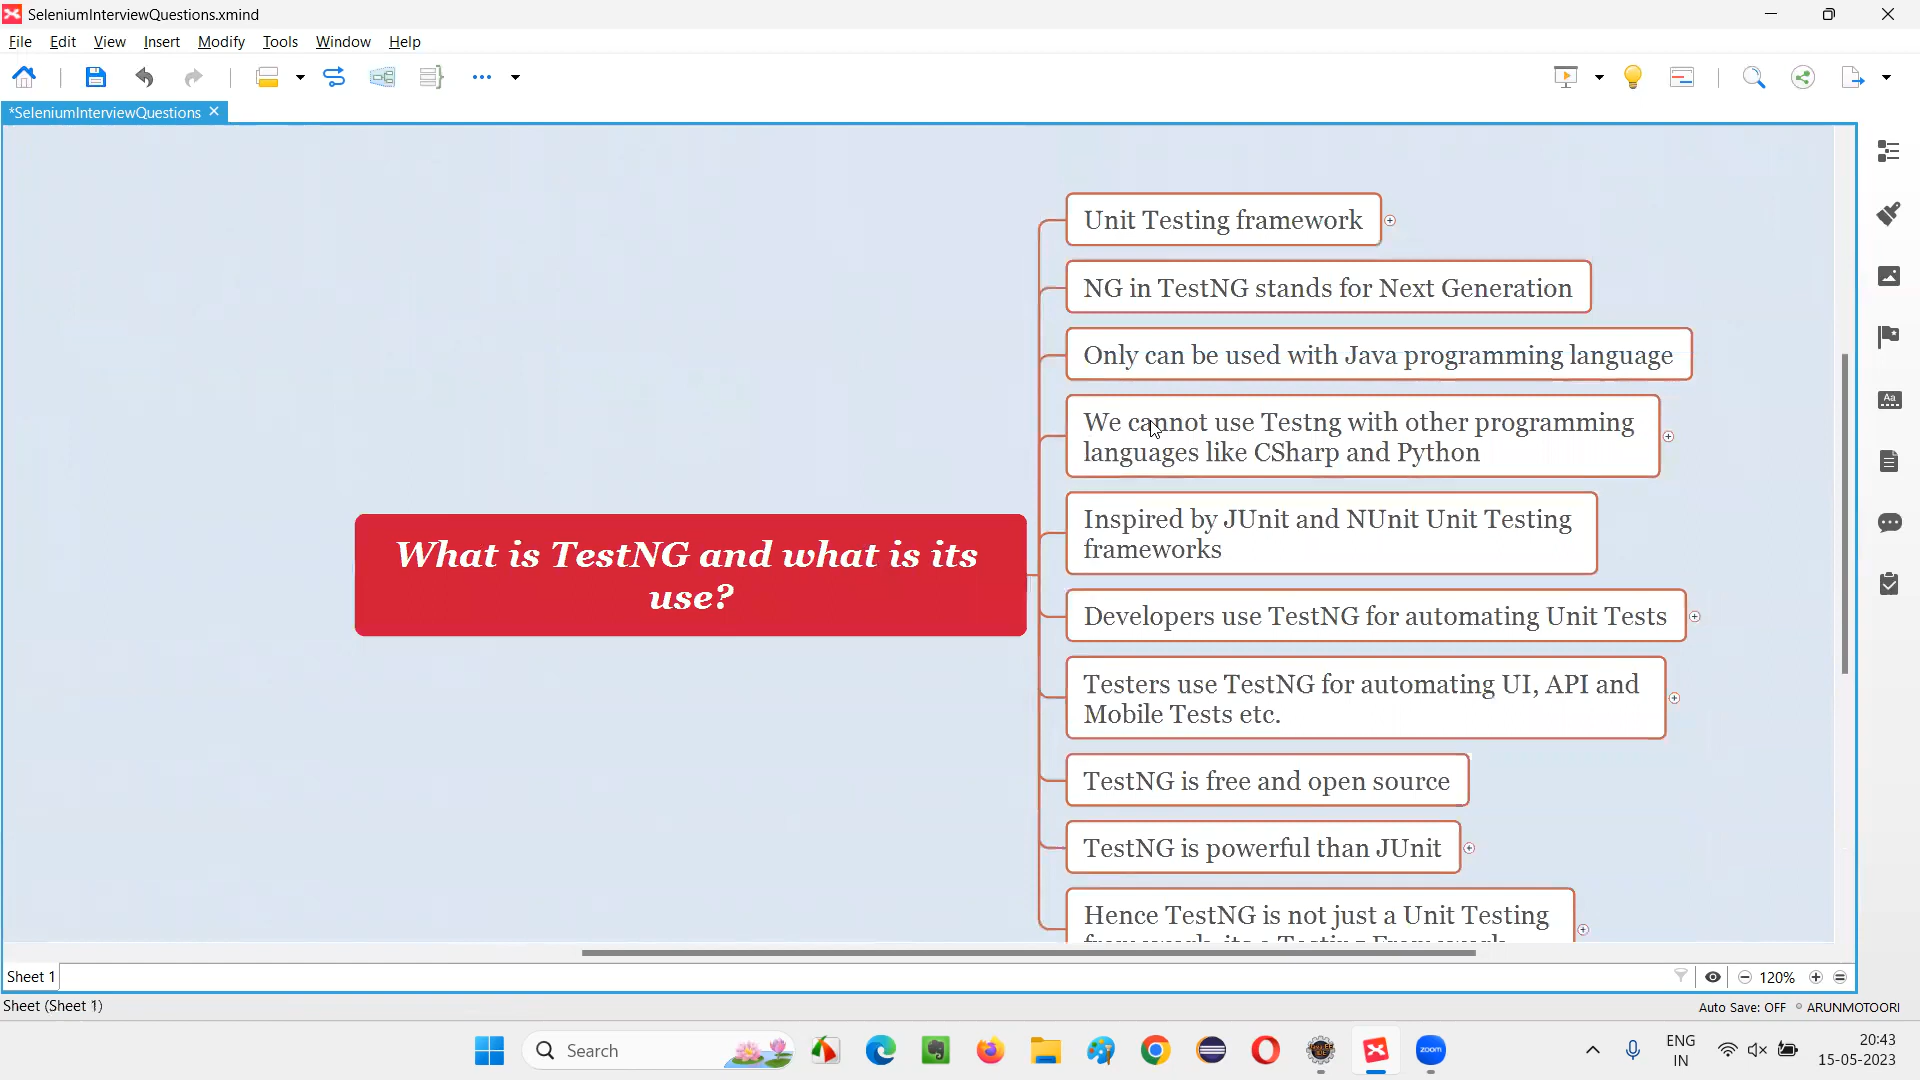 SeleniumInterviewQuestions.xmind
File Edit View Insert Modify Tools Window Help
*SeleniumInterviewQuestions
Unit Testing framework
NG in TestNG stands for Next Generation
Only can be used with Java programming language
We cannot use Testng with other programming
languages like CSharp and Python
Inspired by JUnit and NUnit Unit Testing
frameworks
What is TestNG and what is its
use?
Developers use TestNG for automating Unit Tests
Testers use TestNG for automating UI, API and
Mobile Tests etc.
TestNG is free and open source
TestNG is powerful than JUnit
Hence TestNG is not just a Unit Testing
Sheet 1
120%
Sheet (Sheet 1)
Auto Save: OFF
ARUNMOTOORI
Search
zoom
ENG
IN
20:43
15-05-2023